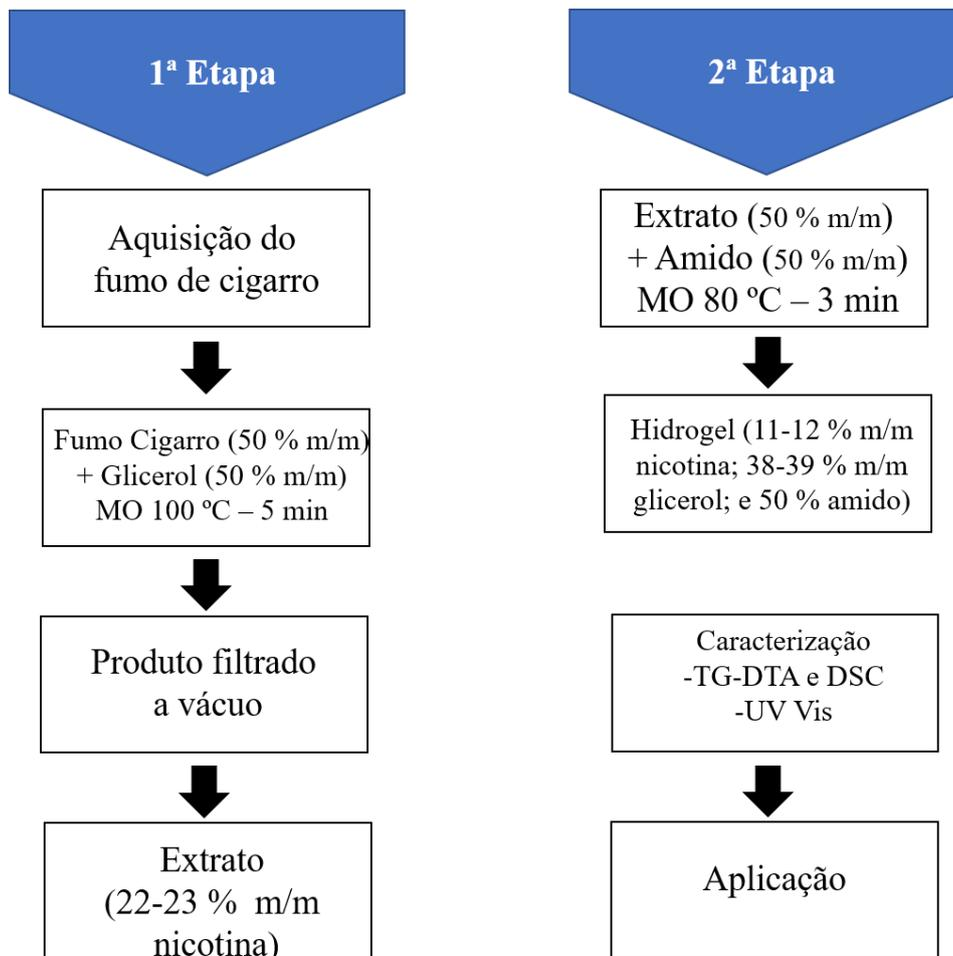 1ª Etapa
Aquisição do
fumo de cigarro
Fumo Cigarro (50 % m/m)
+ Glicerol (50 % m/m)
MO 100 ºC – 5 min
Produto filtrado
a vácuo
Extrato
(22-23 % m/m
nicotina)
2ª Etapa
Extrato (50 % m/m)
+ Amido (50 % m/m)
MO 80 ºC – 3 min
Hidrogel (11-12 % m/m
nicotina; 38-39 % m/m
glicerol; e 50 % amido)
Caracterização
-TG-DTA e DSC
-UV Vis
Aplicação